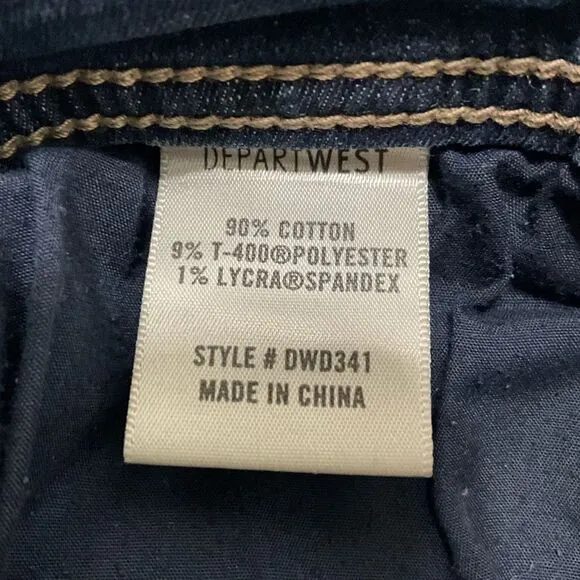 DEPARTWEST
90% COTTON
9% T-400®POLYESTER
1% LYCRA®SPANDEX
STYLE # DWD341
MADE IN CHINA